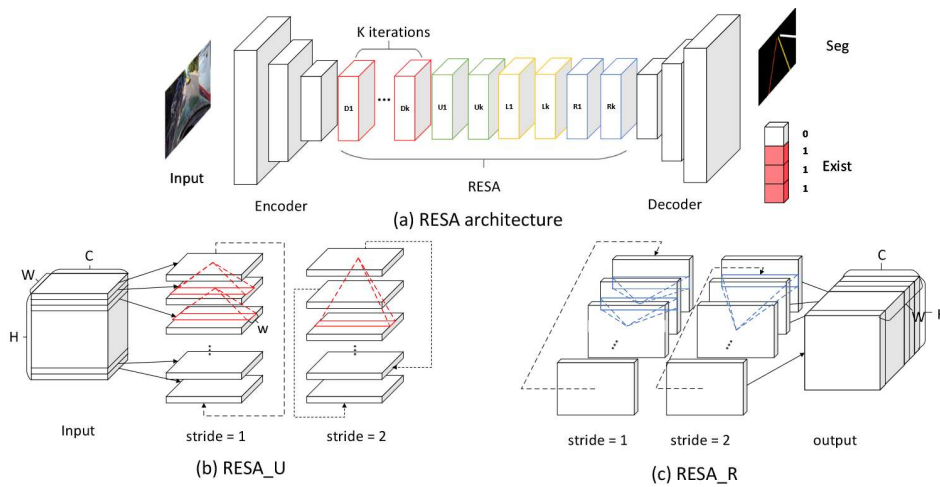 K iterations
Seg
D1
Dk
U1
Uk
L1
Lk
R1
Rk
0
1
1
1
Exist
Input
RESA
Encoder
Decoder
(a) RESA architecture
C
W
H
w
Input
stride = 1
stride = 2
(b) RESA_U
C
W
H
stride = 1
stride = 2
output
(c) RESA_R